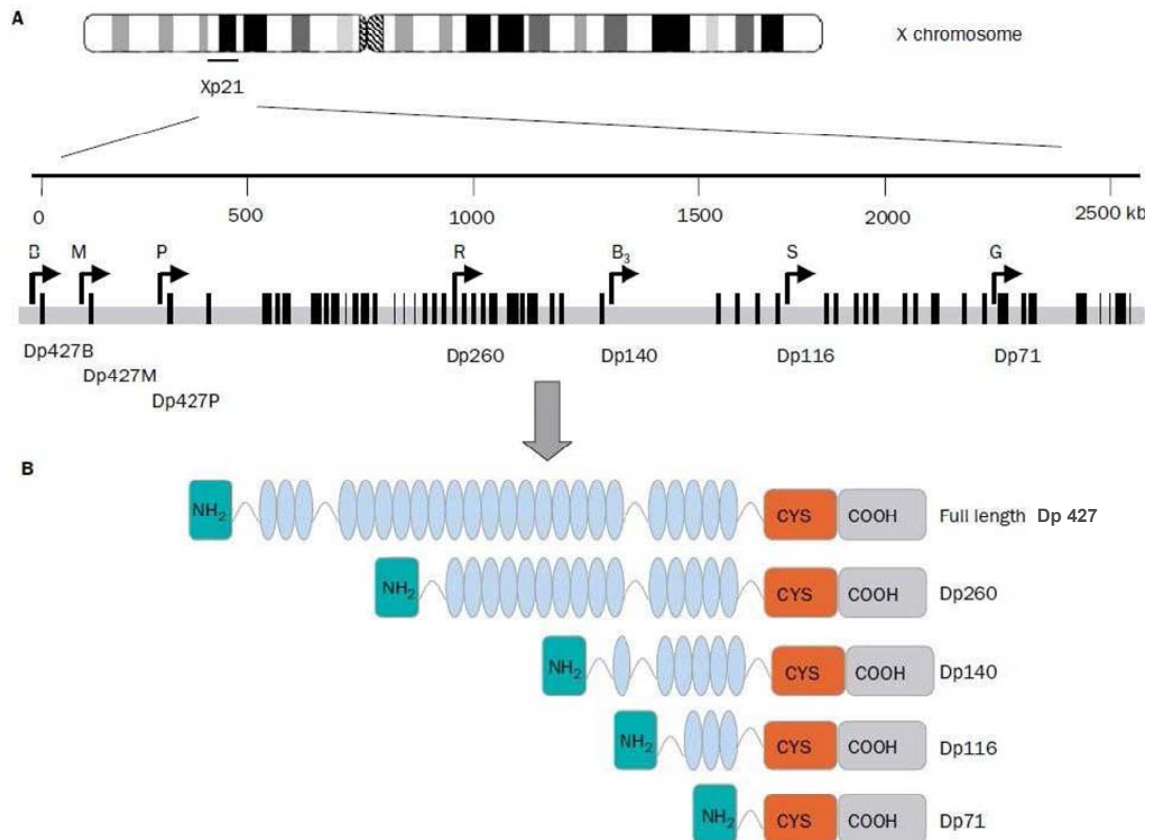 A
X chromosome
Xp21
0 500 1000 1500 2000 2500 kb
B M P R B3 S G
Dp427B Dp260 Dp140 Dp116 Dp71
Dp427M
Dp427P
B
NH2 CYS COOH Full length Dp 427
NH2 CYS COOH Dp260
NH2 CYS COOH Dp140
NH2 CYS COOH Dp116
NH2 CYS COOH Dp71